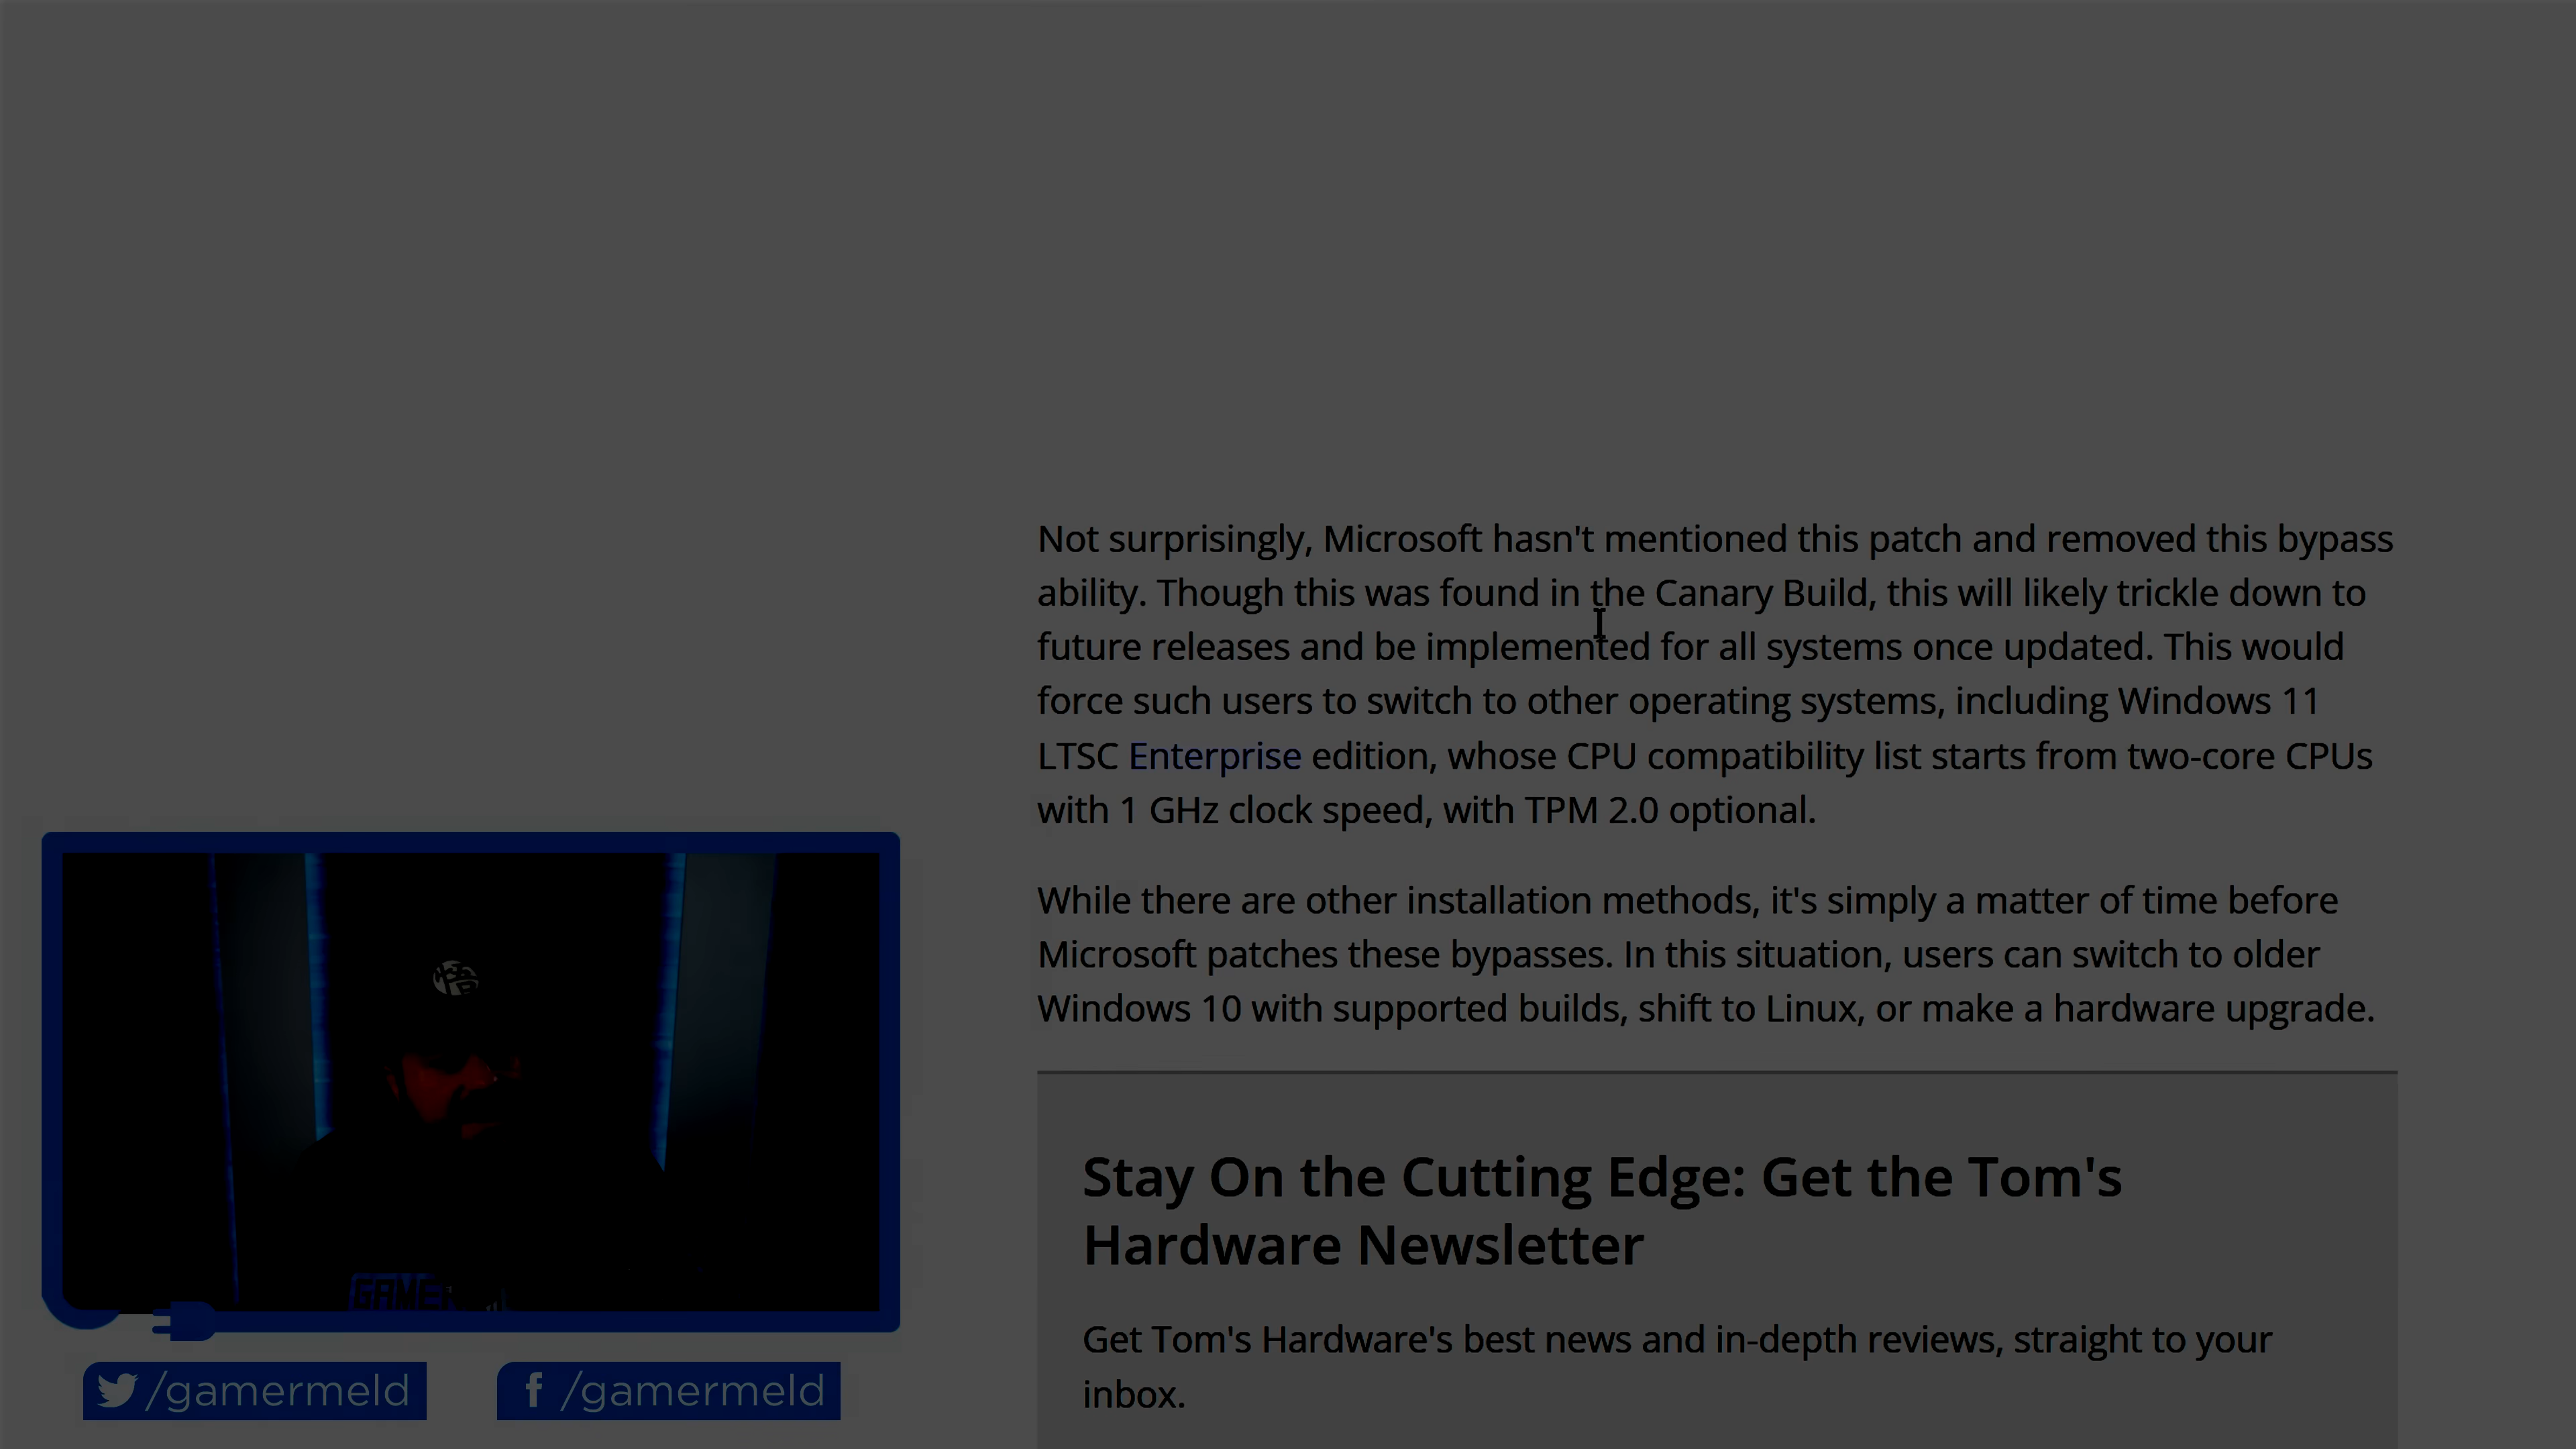 Not surprisingly, Microsoft hasn't mentioned this patch and removed this bypass
ability. Though this was found in the Canary Build, this will likely trickle down to
future releases and be implemented for all systems once updated. This would
force such users to switch to other operating systems, including Windows 11
LTSC Enterprise edition, whose CPU compatibility list starts from two-core CPUs
with 1 GHz clock speed, with TPM 2.0 optional.
While there are other installation methods, it's simply a matter of time before
Microsoft patches these bypasses. In this situation, users can switch to older
Windows 10 with supported builds, shift to Linux, or make a hardware upgrade.
Stay On the Cutting Edge: Get the Tom's
Hardware Newsletter
Get Tom's Hardware's best news and in-depth reviews, straight to your
inbox.
悟
GAMER
/gamermeld
/gamermeld